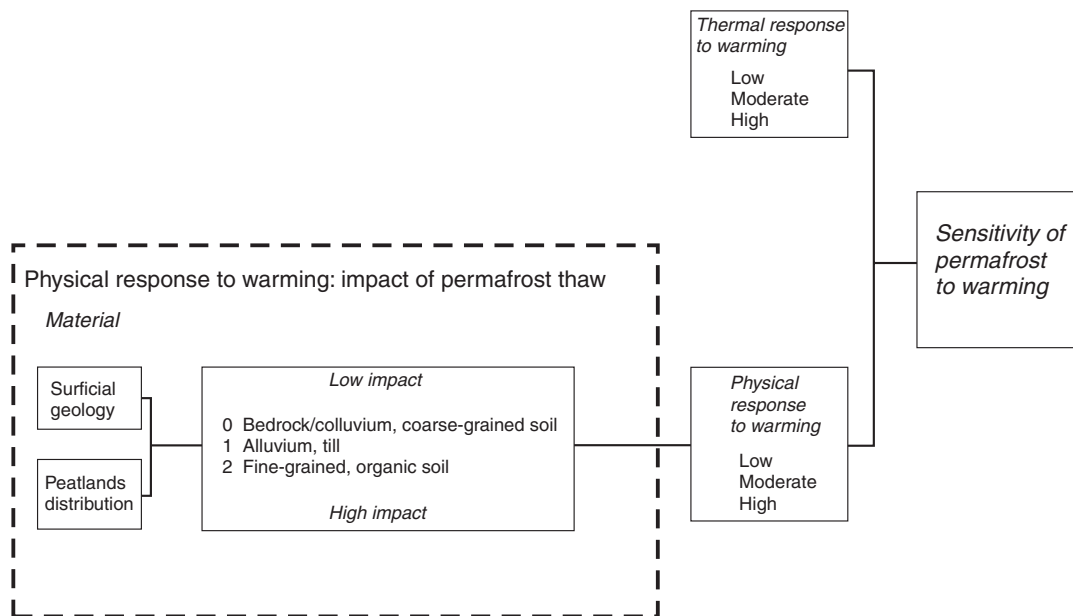 Thermal response
to warming
Low
Moderate
High
Sensitivity of
permafrost
to warming
Physical response to warming: impact of permafrost thaw
Material
Surficial
geology
Peatlands
distribution
Low impact
0 Bedrock/colluvium, coarse-grained soil
1 Alluvium, till
2 Fine-grained, organic soil
High impact
Physical
response
to warming
Low
Moderate
High